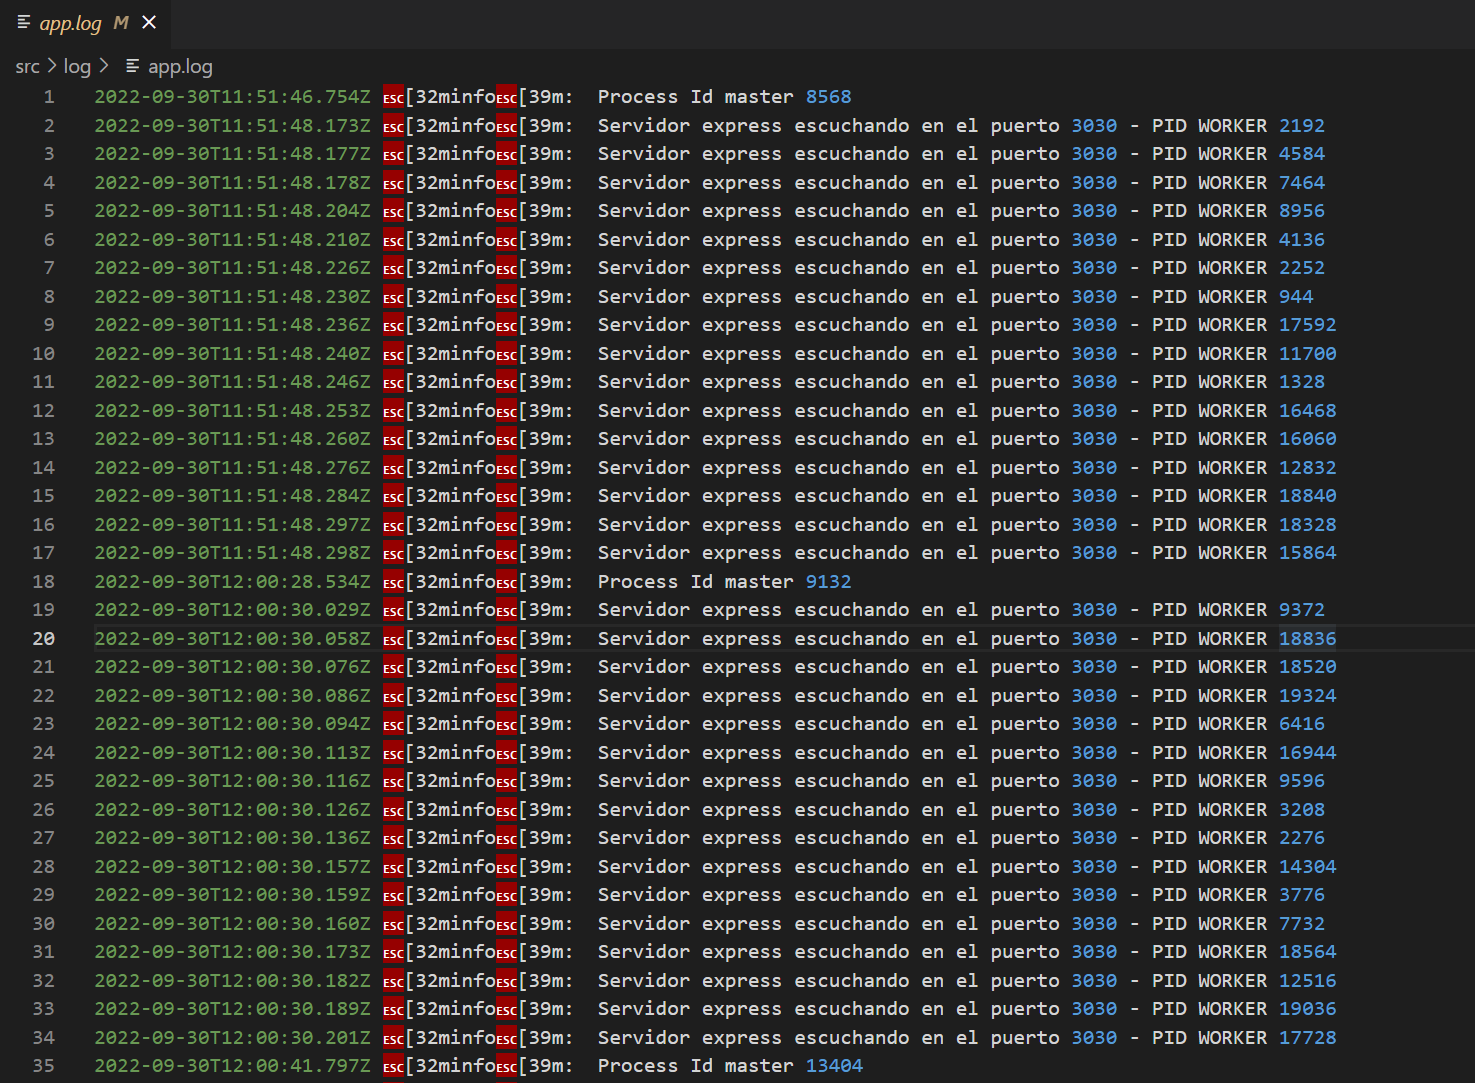 app.log M
src > log > app.log
1 2022-09-30T11:51:46.754Z ESC[32minfoESC[39m: Process Id master 8568
2 2022-09-30T11:51:48.173Z ESC[32minfoESC[39m: Servidor express escuchando en el puerto 3030 - PID WORKER 2192
3 2022-09-30T11:51:48.177Z ESC[32minfoESC[39m: Servidor express escuchando en el puerto 3030 - PID WORKER 4584
4 2022-09-30T11:51:48.178Z ESC[32minfoESC[39m: Servidor express escuchando en el puerto 3030 - PID WORKER 7464
5 2022-09-30T11:51:48.204Z ESC[32minfoESC[39m: Servidor express escuchando en el puerto 3030 - PID WORKER 8956
6 2022-09-30T11:51:48.210Z ESC[32minfoESC[39m: Servidor express escuchando en el puerto 3030 - PID WORKER 4136
7 2022-09-30T11:51:48.226Z ESC[32minfoESC[39m: Servidor express escuchando en el puerto 3030 - PID WORKER 2252
8 2022-09-30T11:51:48.230Z ESC[32minfoESC[39m: Servidor express escuchando en el puerto 3030 - PID WORKER 944
9 2022-09-30T11:51:48.236Z ESC[32minfoESC[39m: Servidor express escuchando en el puerto 3030 - PID WORKER 17592
10 2022-09-30T11:51:48.240Z ESC[32minfoESC[39m: Servidor express escuchando en el puerto 3030 - PID WORKER 11700
11 2022-09-30T11:51:48.246Z ESC[32minfoESC[39m: Servidor express escuchando en el puerto 3030 - PID WORKER 1328
12 2022-09-30T11:51:48.253Z ESC[32minfoESC[39m: Servidor express escuchando en el puerto 3030 - PID WORKER 16468
13 2022-09-30T11:51:48.260Z ESC[32minfoESC[39m: Servidor express escuchando en el puerto 3030 - PID WORKER 16060
14 2022-09-30T11:51:48.276Z ESC[32minfoESC[39m: Servidor express escuchando en el puerto 3030 - PID WORKER 12832
15 2022-09-30T11:51:48.284Z ESC[32minfoESC[39m: Servidor express escuchando en el puerto 3030 - PID WORKER 18840
16 2022-09-30T11:51:48.297Z ESC[32minfoESC[39m: Servidor express escuchando en el puerto 3030 - PID WORKER 18328
17 2022-09-30T11:51:48.298Z ESC[32minfoESC[39m: Servidor express escuchando en el puerto 3030 - PID WORKER 15864
18 2022-09-30T12:00:28.534Z ESC[32minfoESC[39m: Process Id master 9132
19 2022-09-30T12:00:30.029Z ESC[32minfoESC[39m: Servidor express escuchando en el puerto 3030 - PID WORKER 9372
20 2022-09-30T12:00:30.058Z ESC[32minfoESC[39m: Servidor express escuchando en el puerto 3030 - PID WORKER 18836
21 2022-09-30T12:00:30.076Z ESC[32minfoESC[39m: Servidor express escuchando en el puerto 3030 - PID WORKER 18520
22 2022-09-30T12:00:30.086Z ESC[32minfoESC[39m: Servidor express escuchando en el puerto 3030 - PID WORKER 19324
23 2022-09-30T12:00:30.094Z ESC[32minfoESC[39m: Servidor express escuchando en el puerto 3030 - PID WORKER 6416
24 2022-09-30T12:00:30.113Z ESC[32minfoESC[39m: Servidor express escuchando en el puerto 3030 - PID WORKER 16944
25 2022-09-30T12:00:30.116Z ESC[32minfoESC[39m: Servidor express escuchando en el puerto 3030 - PID WORKER 9596
26 2022-09-30T12:00:30.126Z ESC[32minfoESC[39m: Servidor express escuchando en el puerto 3030 - PID WORKER 3208
27 2022-09-30T12:00:30.136Z ESC[32minfoESC[39m: Servidor express escuchando en el puerto 3030 - PID WORKER 2276
28 2022-09-30T12:00:30.157Z ESC[32minfoESC[39m: Servidor express escuchando en el puerto 3030 - PID WORKER 14304
29 2022-09-30T12:00:30.159Z ESC[32minfoESC[39m: Servidor express escuchando en el puerto 3030 - PID WORKER 3776
30 2022-09-30T12:00:30.160Z ESC[32minfoESC[39m: Servidor express escuchando en el puerto 3030 - PID WORKER 7732
31 2022-09-30T12:00:30.173Z ESC[32minfoESC[39m: Servidor express escuchando en el puerto 3030 - PID WORKER 18564
32 2022-09-30T12:00:30.182Z ESC[32minfoESC[39m: Servidor express escuchando en el puerto 3030 - PID WORKER 12516
33 2022-09-30T12:00:30.189Z ESC[32minfoESC[39m: Servidor express escuchando en el puerto 3030 - PID WORKER 19036
34 2022-09-30T12:00:30.201Z ESC[32minfoESC[39m: Servidor express escuchando en el puerto 3030 - PID WORKER 17728
35 2022-09-30T12:00:41.797Z ESC[32minfoESC[39m: Process Id master 13404